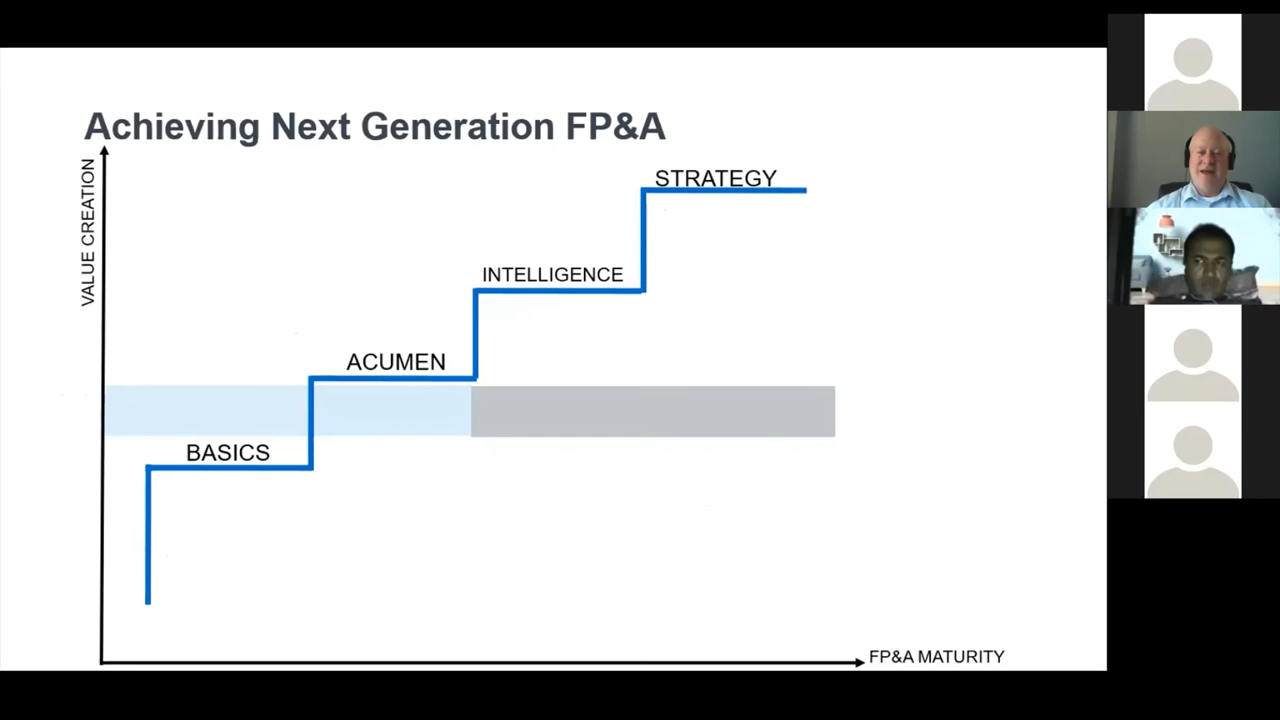 Achieving Next Generation FP&A
VALUE CREATION
STRATEGY
INTELLIGENCE
ACUMEN
BASICS
FP&A MATURITY